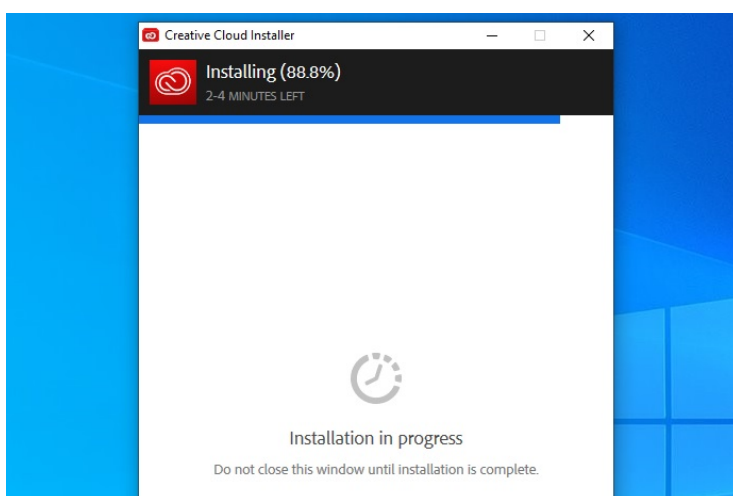 Creative Cloud Installer
Installing (88.8%)
2-4 MINUTES LEFT
Installation in progress
Do not close this window until installation is complete.